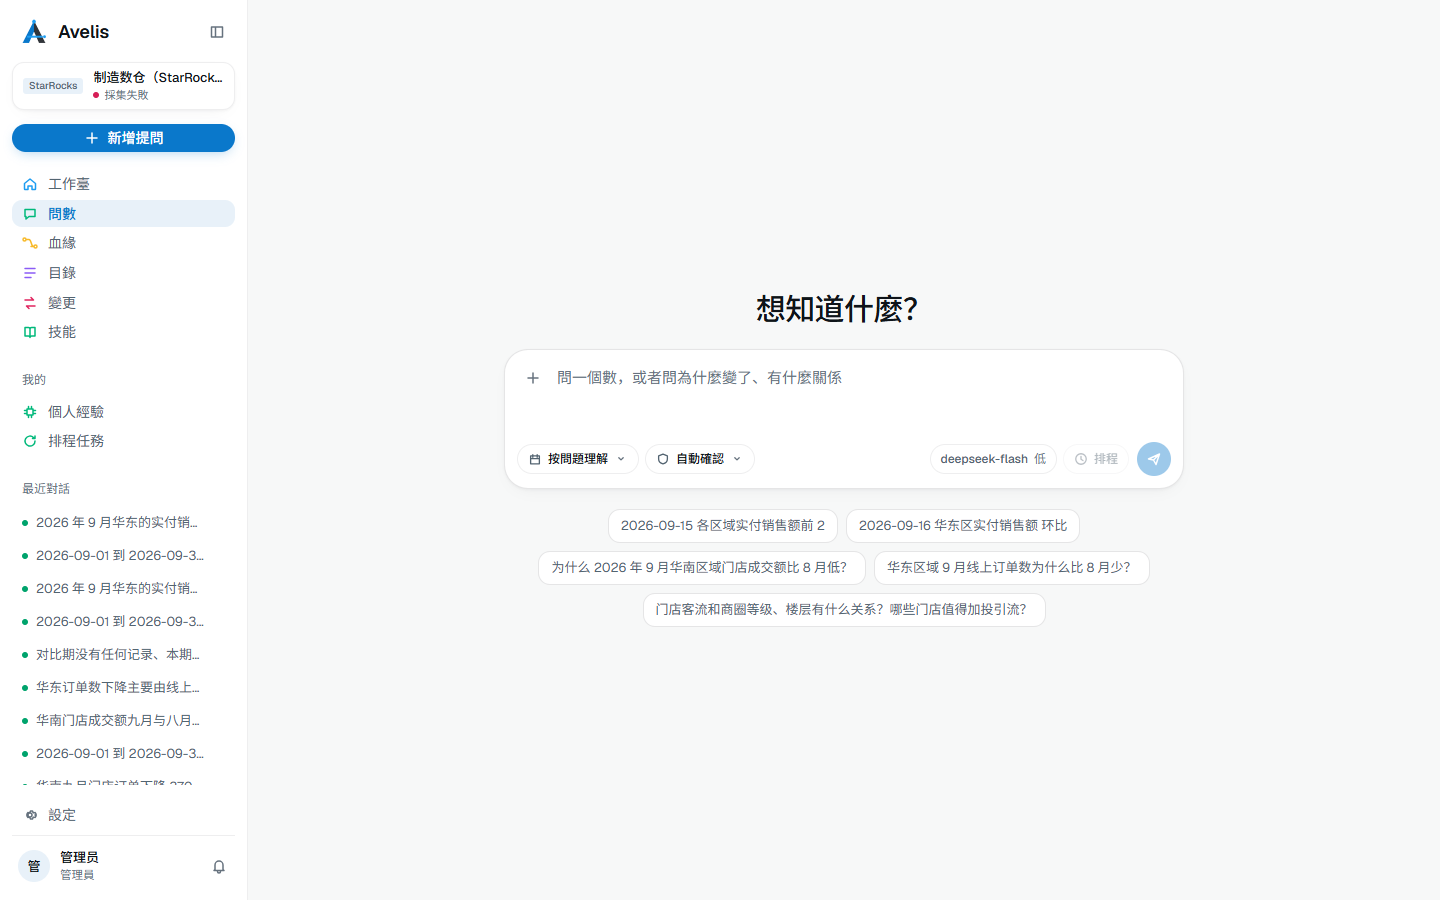 Avelis
StarRocks
制造数仓（StarRock...
採集失敗
新增提問
工作臺
問數
血緣
目錄
變更
技能
我的
個人經驗
排程任務
最近對話
2026 年 9 月华东的实付销...
2026-09-01 到 2026-09-3...
2026 年 9 月华东的实付销...
2026-09-01 到 2026-09-3...
对比期没有任何记录、本期...
华东订单数下降主要由线上...
华南门店成交额九月与八月...
2026-09-01 到 2026-09-3...
設定
管
管理员
管理員
想知道什麼？
問一個數，或者問為什麼變了、有什麼關係
按問題理解
自動確認
deepseek-flash 低
排程
2026-09-15 各区域实付销售额前 2
2026-09-16 华东区实付销售额 环比
为什么 2026 年 9 月华南区域门店成交额比 8 月低？
华东区域 9 月线上订单数为什么比 8 月少？
门店客流和商圈等级、楼层有什么关系？哪些门店值得加投引流？